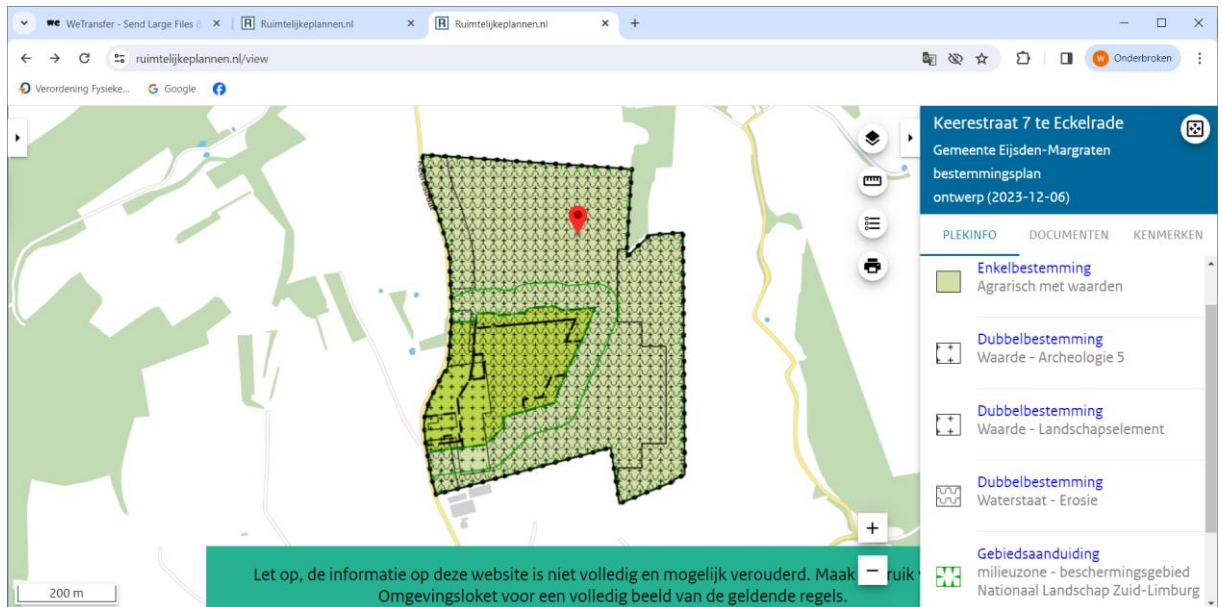 WeTransfer - Send Large Files &
Ruimtelijkeplannen.nl
Ruimtelijkeplannen.nl
ruimtelijkeplannen.nl/view
W Onderbroken
Verordening Fysieke...
Google
Keerestraat 7 te Eckelrade
Gemeente Eijsden-Margraten
bestemmingsplan
ontwerp (2023-12-06)
PLEKINFO DOCUMENTEN KENMERKEN
Enkelbestemming
Agrarisch met waarden
Dubbelbestemming
Waarde - Archeologie 5
Dubbelbestemming
Waarde - Landschapselement
Dubbelbestemming
Waterstaat - Erosie
Gebiedsaanduiding
milieuzone - beschermingsgebied
Nationaal Landschap Zuid-Limburg
200 m
Let op, de informatie op deze website is niet volledig en mogelijk verouderd. Maak
Omgevingsloket voor een volledig beeld van de geldende regels.